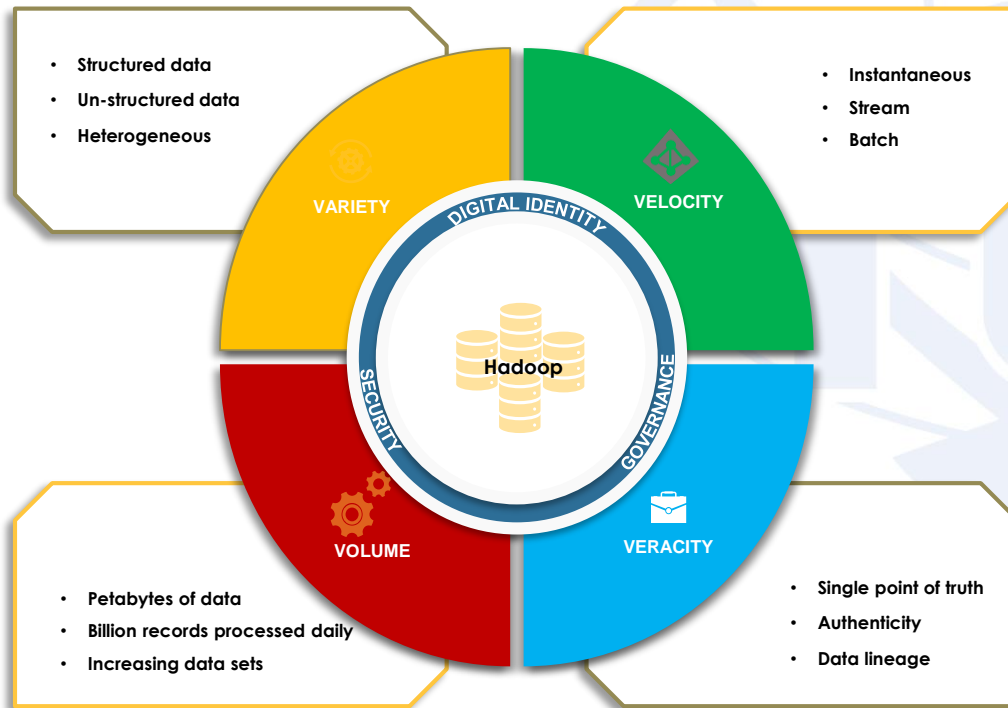 • Structured data
• Un-structured data
• Heterogeneous
• Instantaneous
• Stream
• Batch
VARIETY
VELOCITY
DIGITAL IDENTITY
Hadoop
SECURITY
GOVERNANCE
VOLUME
VERACITY
• Petabytes of data
• Billion records processed daily
• Increasing data sets
• Single point of truth
• Authenticity
• Data lineage